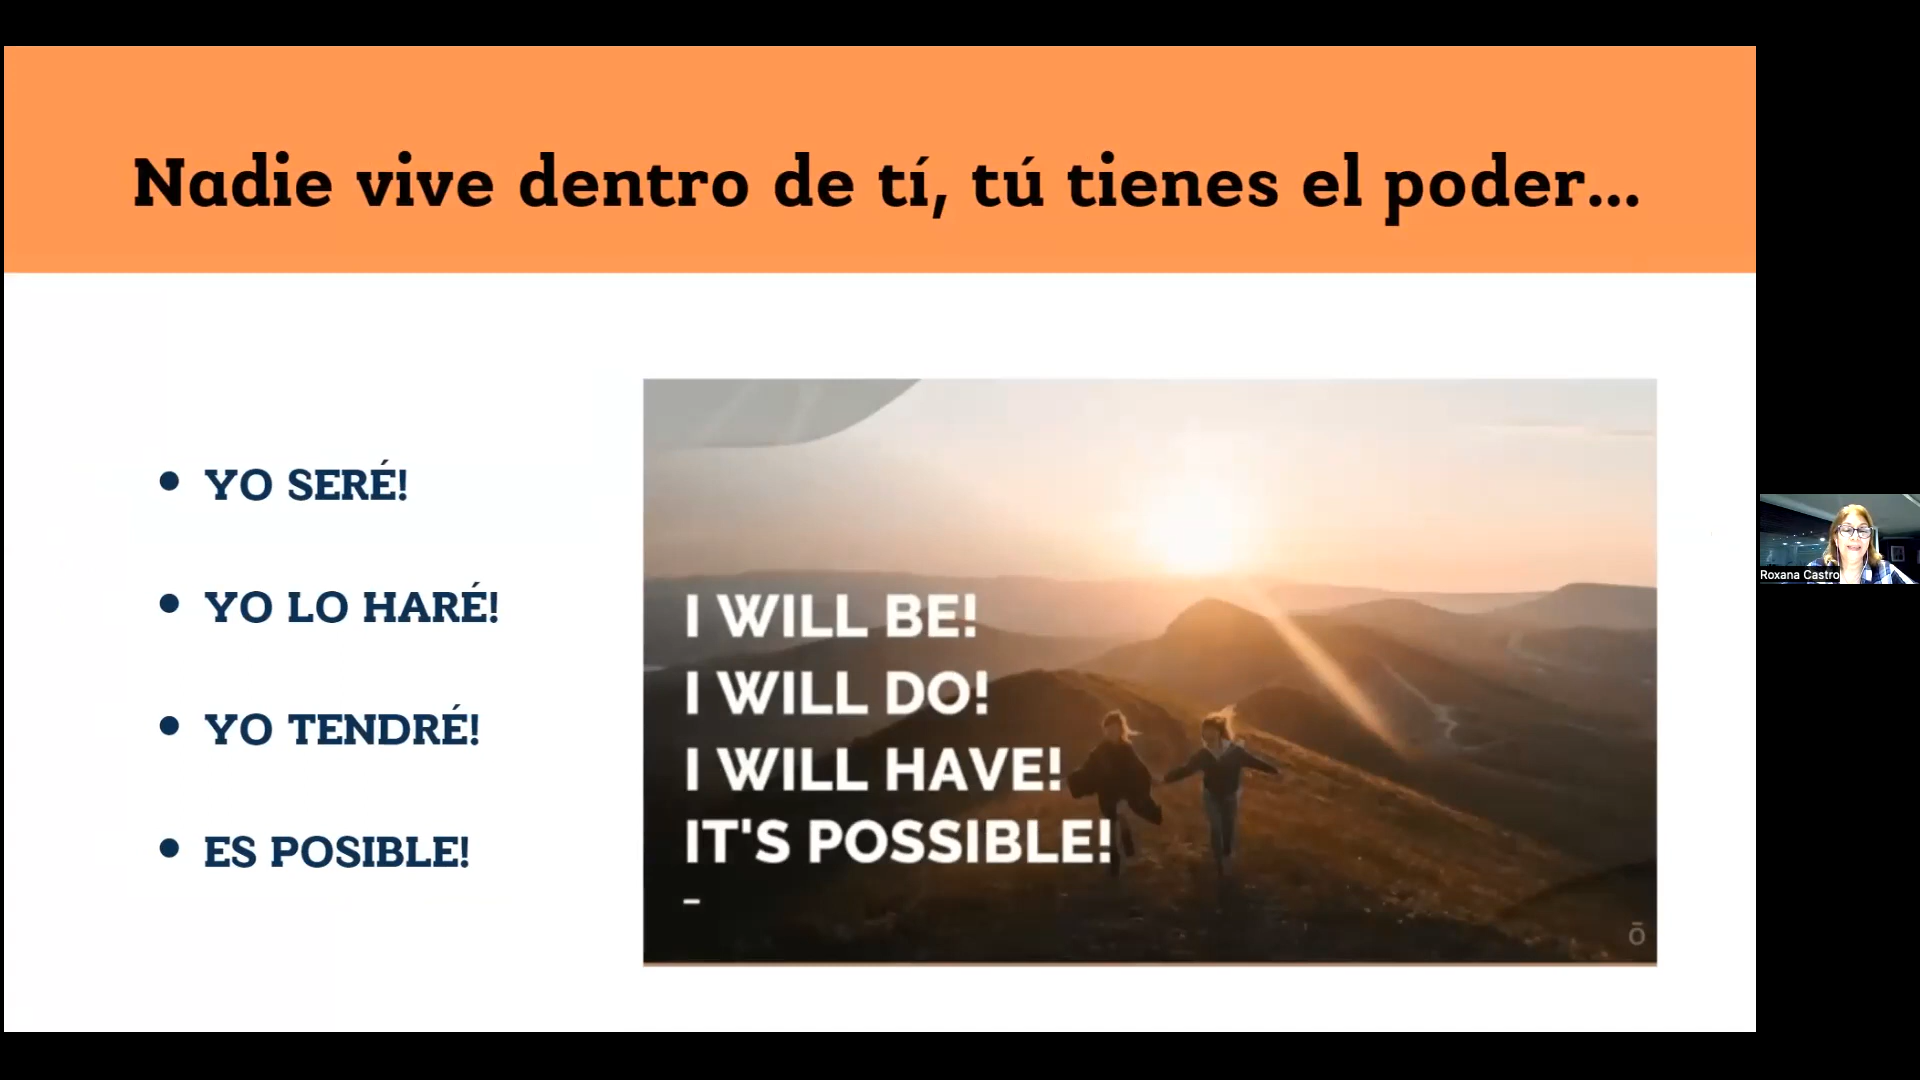 Nadie vive dentro de tí, tú tienes el poder...
• YO SERÉ!
• YO LO HARÉ!
• YO TENDRÉ!
• ES POSIBLE!
I WILL BE!
I WILL DO!
I WILL HAVE!
IT'S POSSIBLE!
–
ō
Roxana Castro